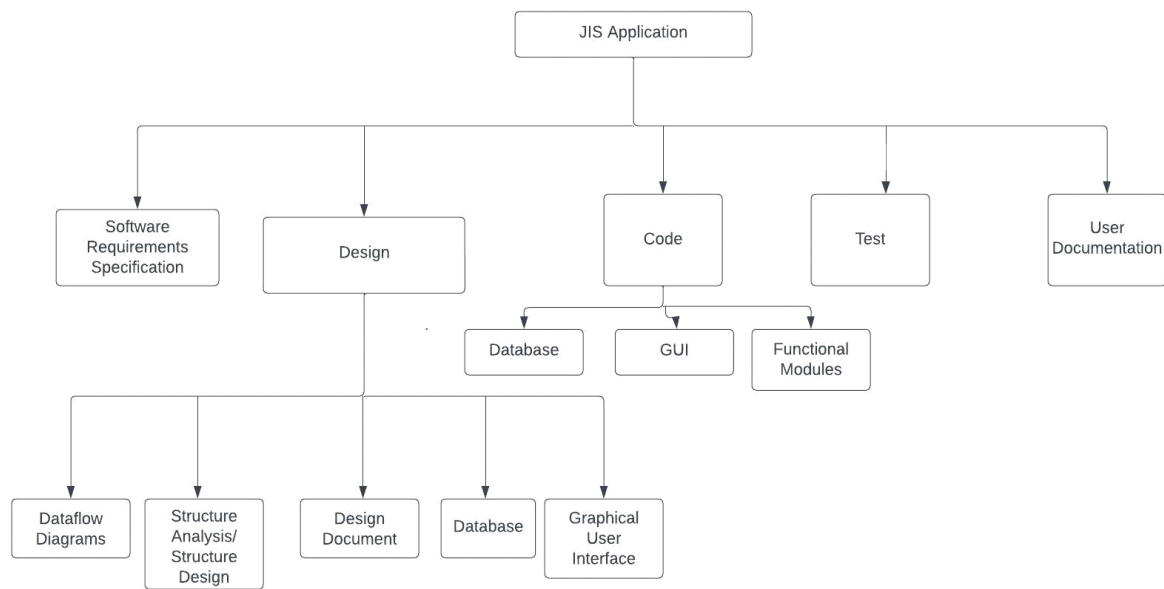 JIS Application
Software
Requirements
Specification
Design
Code
Test
User
Documentation
Database
GUI
Functional
Modules
Dataflow
Diagrams
Structure
Analysis/
Structure
Design
Design
Document
Database
Graphical
User
Interface